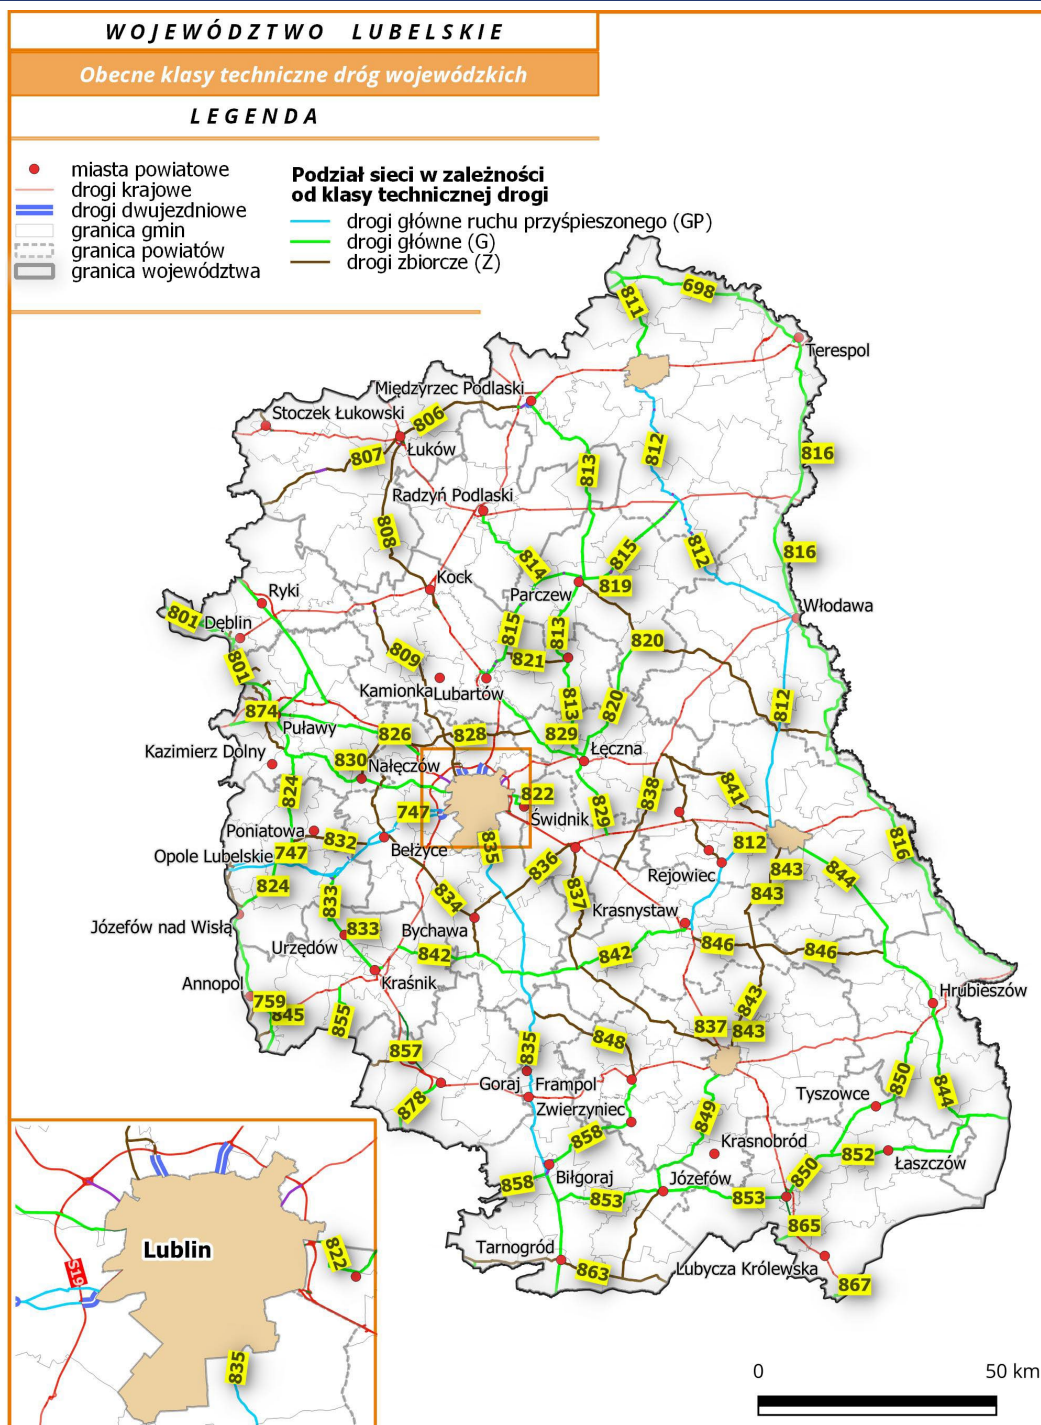 WOJEWÓDZTWO LUBELSKIE
Obecne klasy techniczne dróg wojewódzkich
LEGENDA
miasta powiatowe
drogi krajowe
drogi dwujezdniowe
granica gmin
granica powiatów
granica województwa
Podział sieci w zależności
od klasy technicznej drogi
drogi główne ruchu przyśpieszonego (GP)
drogi główne (G)
drogi zbiorcze (Z)
811
698
Terespol
Międzyrzec Podlaski
Stoczek Łukowski
806
Łuków
807
812
816
813
Radzyń Podlaski
808
814
815
812
816
Kock
Parczew
819
Ryki
801
Dęblin
Włodawa
815
813
820
809
821
801
Kamionka
Lubartów
813
820
812
874
Puławy
826
828
829
Łęczna
Kazimierz Dolny
830
Nałęczów
824
838
841
822
747
829
Świdnik
Poniatowa
832
Bełżyce
835
812
816
Opole Lubelskie
747
836
Rejowiec
843
844
824
833
834
837
843
Józefów nad Wisłą
Krasnystaw
Urzędów
833
Bychawa
842
842
846
846
Annopol
Kraśnik
Hrubieszów
759
845
855
843
837
843
857
835
848
Goraj
Frampol
850
844
Tyszowce
878
Zwierzyniec
849
858
Krasnobród
852
Łaszczów
858
Biłgoraj
Józefów
850
853
853
865
Tarnogród
863
Lubycza Królewska
867
Lublin
822
S19
835
0
50 km